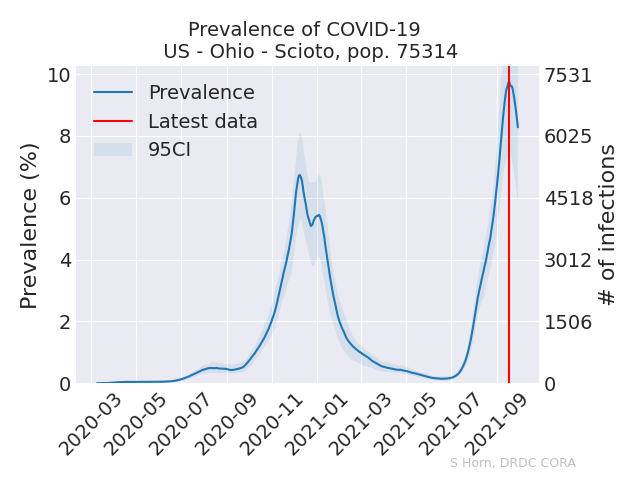 Prevalence of COVID-19
US - Ohio - Scioto, pop. 75314
Prevalence
Latest data
95CI
Prevalence (%)
10
8
6
4
2
0
7531
6025
4518
3012
1506
0
# of infections
2020-03
2020-05
2020-07
2020-09
2020-11
2021-01
2021-03
2021-05
2021-07
2021-09
S Horn, DRDC CORA